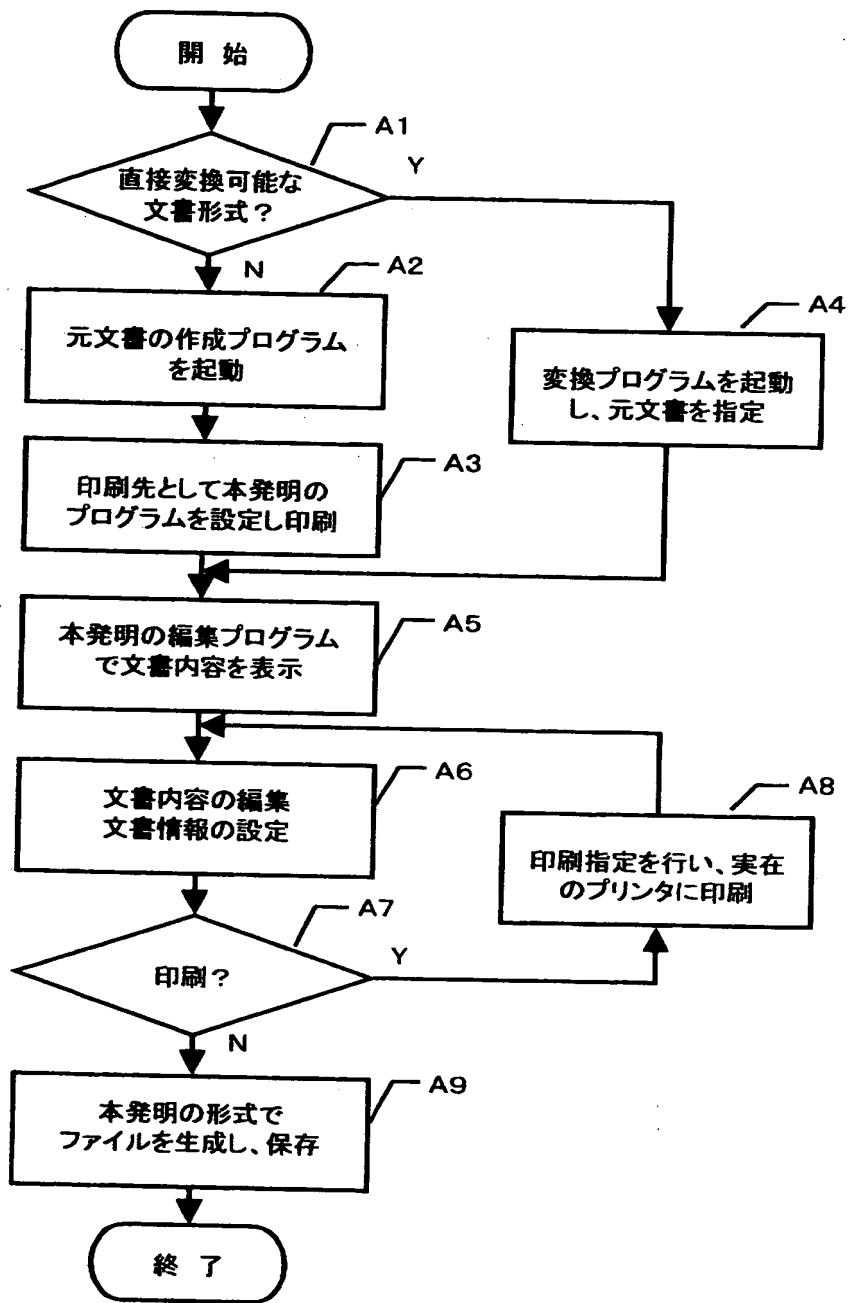 開 始
A1
直接変換可能な
文書形式?
Y
N
A2
元文書の作成プログラム
を起動
A4
変換プログラムを起動
し、元文書を指定
A3
印刷先として本発明の
プログラムを設定し印刷
A5
本発明の編集プログラム
で文書内容を表示
A6
文書内容の編集
文書情報の設定
A8
印刷指定を行い、実在
のプリンタに印刷
A7
印刷?
Y
N
A9
本発明の形式で
ファイルを生成し、保存
終 了